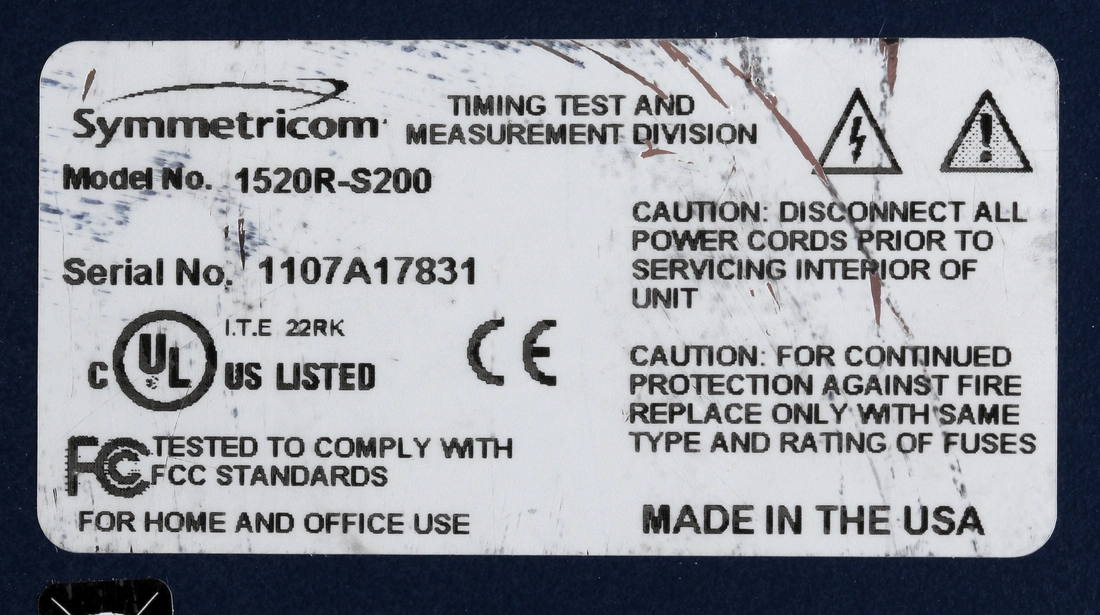 Symmetricom
TIMING TEST AND
MEASUREMENT DIVISION
Model No. 1520R-S200
Serial No. 1107A17831
C UL US LISTED
I.T.E 22RK
CE
FC TESTED TO COMPLY WITH
FCC STANDARDS
FOR HOME AND OFFICE USE
CAUTION: DISCONNECT ALL
POWER CORDS PRIOR TO
SERVICING INTERIOR OF
UNIT
CAUTION: FOR CONTINUED
PROTECTION AGAINST FIRE
REPLACE ONLY WITH SAME
TYPE AND RATING OF FUSES
MADE IN THE USA